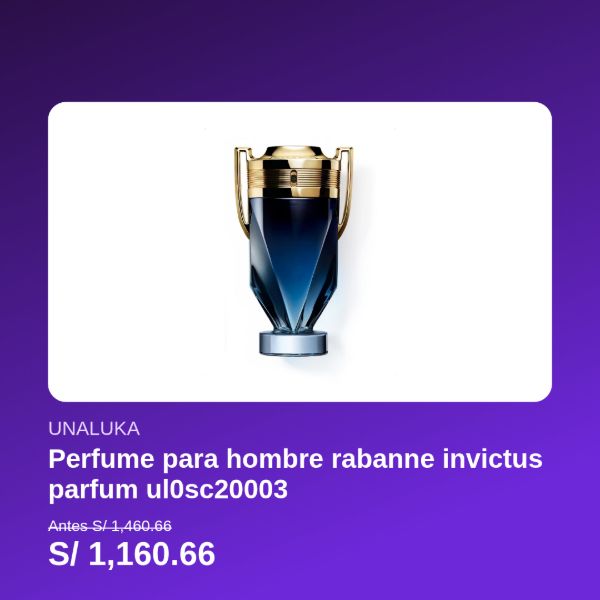 UNALUKA
Perfume para hombre rabanne invictus
parfum ul0sc20003
Antes S/ 1,460.66
S/ 1,160.66